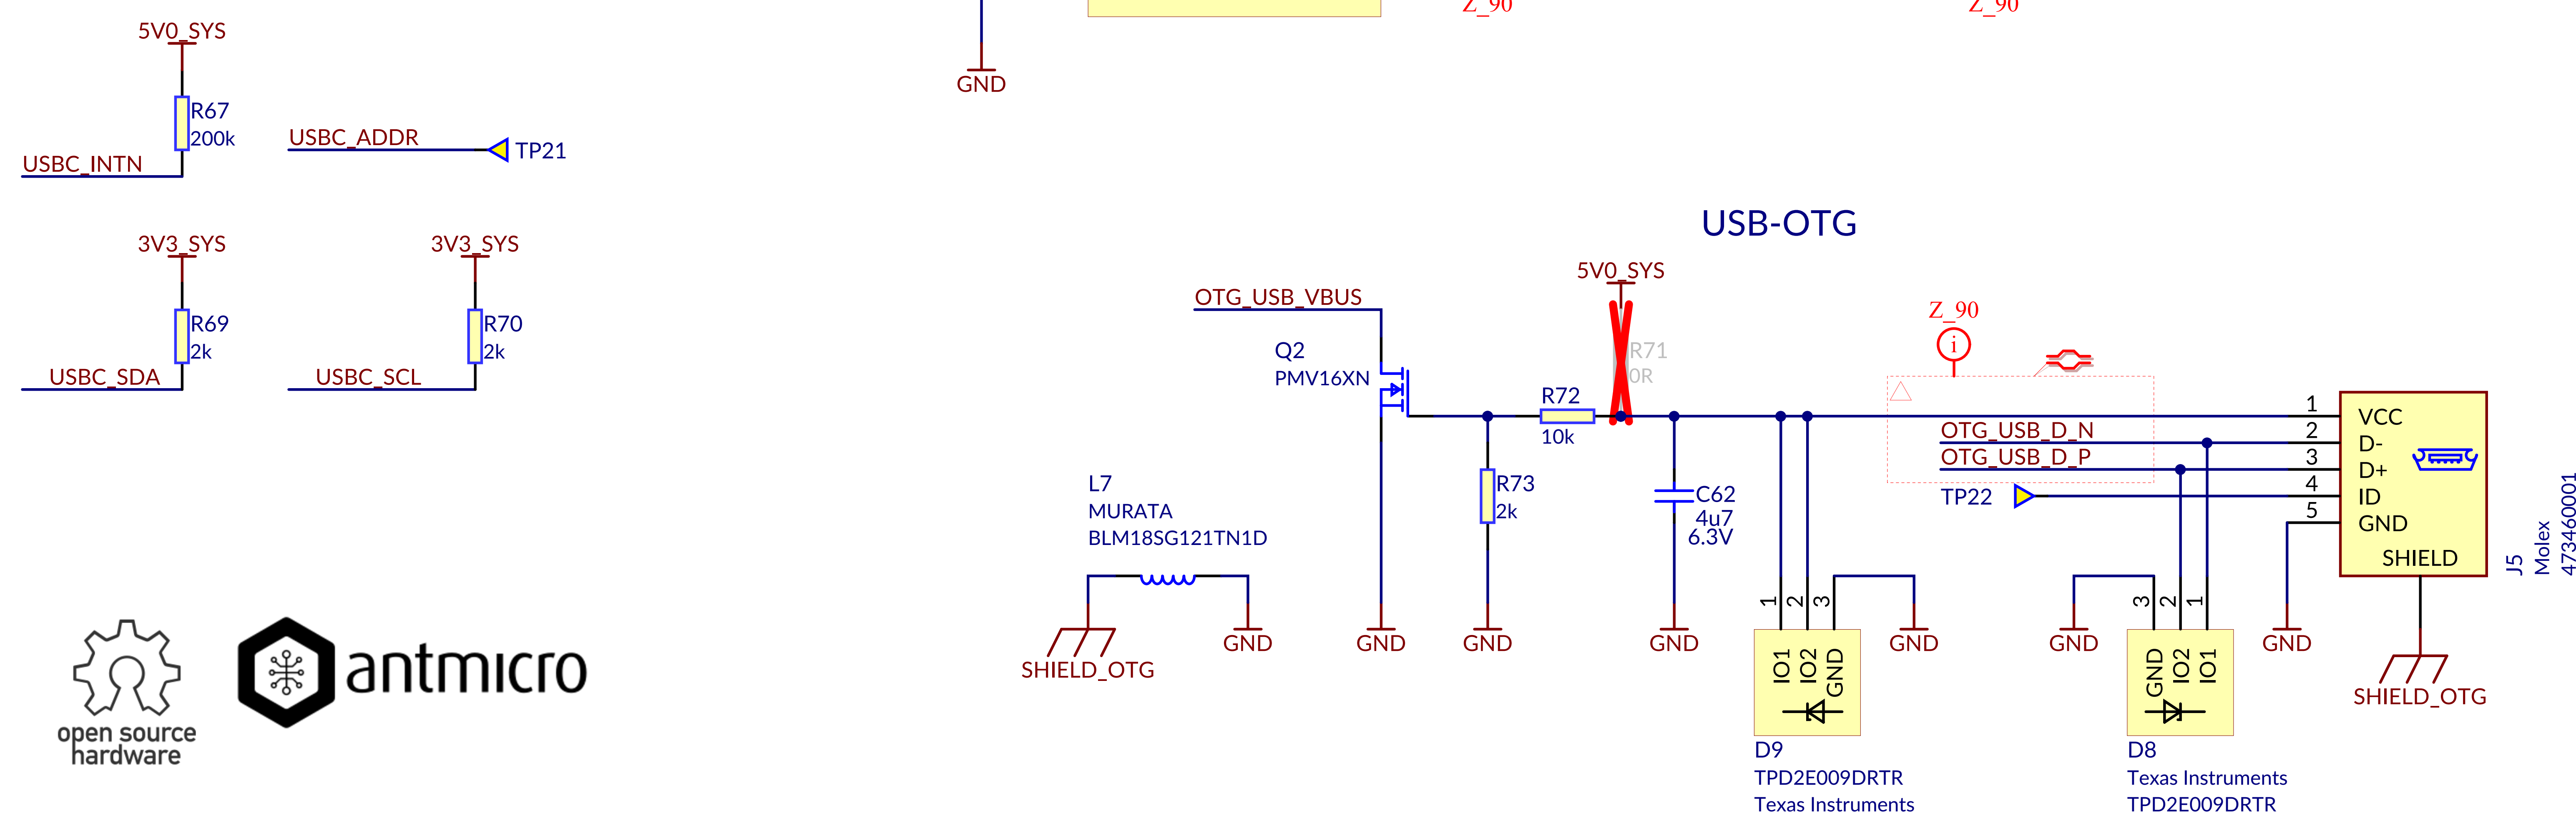 Z_90
Z_90
5V0_SYS
R67
200k
USBC_INTN
USBC_ADDR
TP21
GND
3V3_SYS
R69
2k
USBC_SDA
3V3_SYS
R70
2k
USBC_SCL
USB-OTG
OTG_USB_VBUS
Q2
PMV16XN
5V0_SYS
R71
0R
R72
10k
R73
2k
C62
4u7
6.3V
Z_90
i
OTG_USB_D_N
OTG_USB_D_P
TP22
1
2
3
4
5
VCC
D-
D+
ID
GND
SHIELD
J5
Molex
473460001
L7
MURATA
BLM18SG121TN1D
SHIELD_OTG
GND
GND
GND
GND
1
2
3
IO1
IO2
GND
GND
D9
TPD2E009DRTR
Texas Instruments
GND
3
2
1
GND
IO2
IO1
D8
Texas Instruments
TPD2E009DRTR
GND
SHIELD_OTG
open source
hardware
antmicro